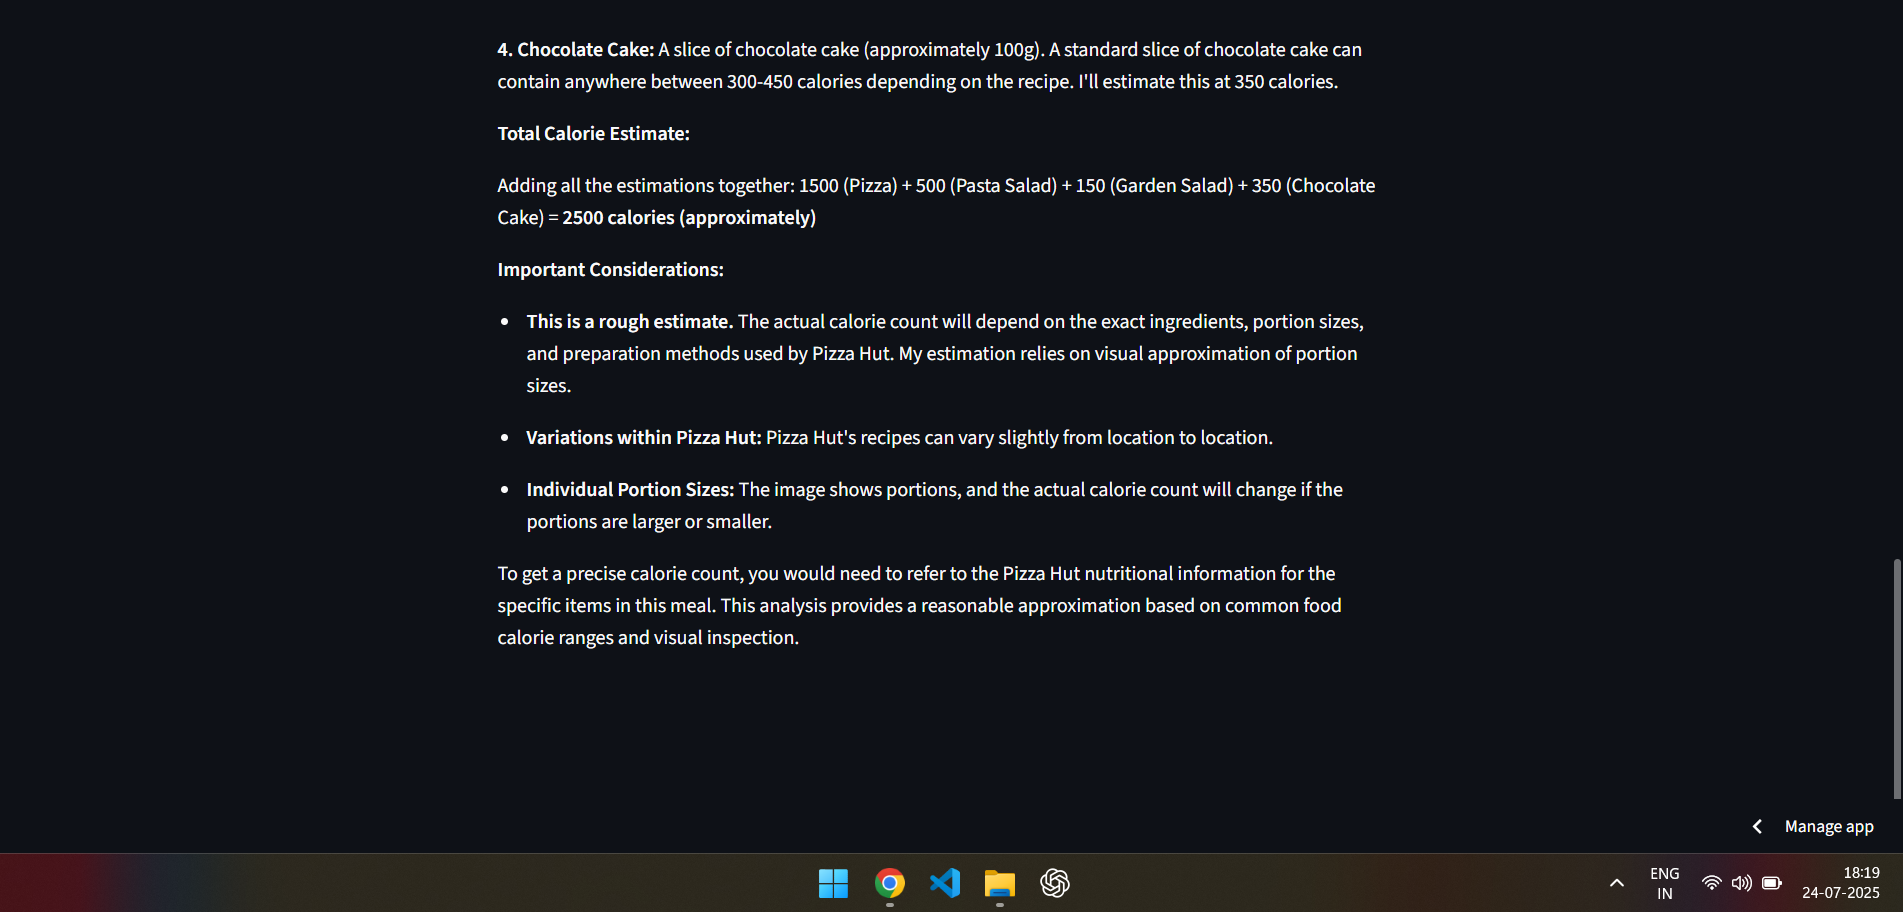 4. Chocolate Cake: A slice of chocolate cake (approximately 100g). A standard slice of chocolate cake can
contain anywhere between 300-450 calories depending on the recipe. I'll estimate this at 350 calories.
Total Calorie Estimate:
Adding all the estimations together: 1500 (Pizza) + 500 (Pasta Salad) + 150 (Garden Salad) + 350 (Chocolate
Cake) = 2500 calories (approximately)
Important Considerations:
• This is a rough estimate. The actual calorie count will depend on the exact ingredients, portion sizes,
and preparation methods used by Pizza Hut. My estimation relies on visual approximation of portion
sizes.
• Variations within Pizza Hut: Pizza Hut's recipes can vary slightly from location to location.
• Individual Portion Sizes: The image shows portions, and the actual calorie count will change if the
portions are larger or smaller.
To get a precise calorie count, you would need to refer to the Pizza Hut nutritional information for the
specific items in this meal. This analysis provides a reasonable approximation based on common food
calorie ranges and visual inspection.
Manage app
ENG
IN
18:19
24-07-2025